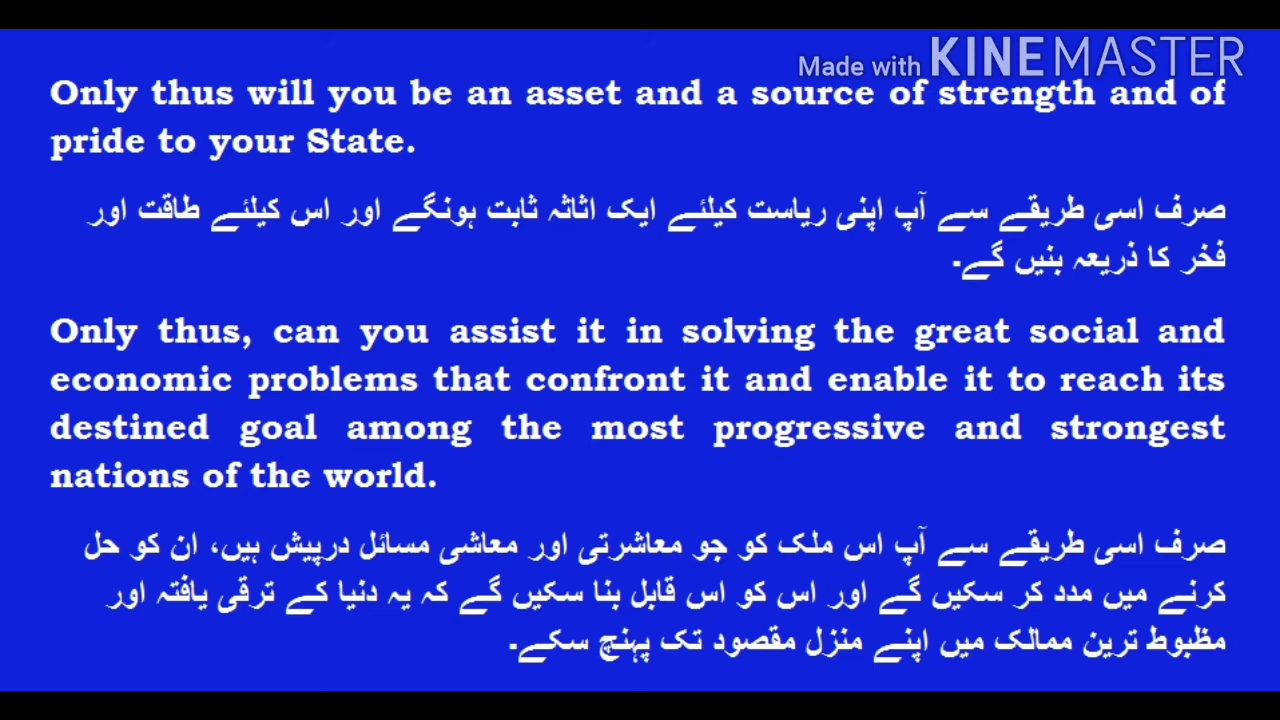 Made with KINEMASTER
Only thus will you be an asset and a source of strength and of
pride to your State.
صرف اسی طریقے سے آپ اپنی ریاست کیلئے ایک اثاثہ ثابت ہونگے اور اس کیلئے طاقت اور
فخر کا ذریعہ بنیں گے۔
Only thus, can you assist it in solving the great social and
economic problems that confront it and enable it to reach its
destined goal among the most progressive and strongest
nations of the world.
صرف اسی طریقے سے آپ اس ملک کو جو معاشرتی اور معاشی مسائل درپیش ہیں، ان کو حل
کرنے میں مدد کر سکیں گے اور اس کو اس قابل بنا سکیں گے کہ یہ دنیا کے ترقی یافتہ اور
مظبوط ترین ممالک میں اپنے منزل مقصود تک پہنچ سکے۔